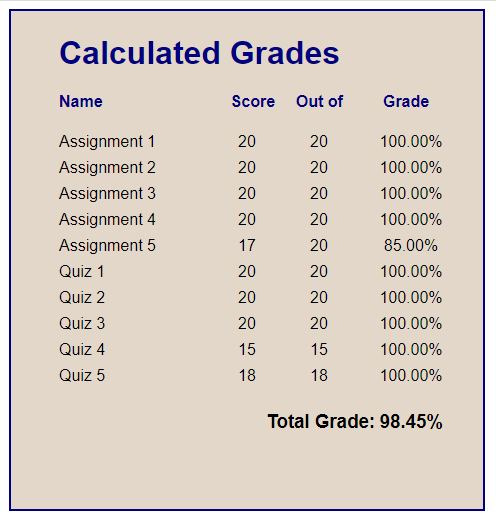 Calculated Grades
Name Score Out of Grade
Assignment 1 20 20 100.00%
Assignment 2 20 20 100.00%
Assignment 3 20 20 100.00%
Assignment 4 20 20 100.00%
Assignment 5 17 20 85.00%
Quiz 1 20 20 100.00%
Quiz 2 20 20 100.00%
Quiz 3 20 20 100.00%
Quiz 4 15 15 100.00%
Quiz 5 18 18 100.00%
Total Grade: 98.45%